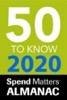 50
TO KNOW
2020
Spend Matters
ALMANAC